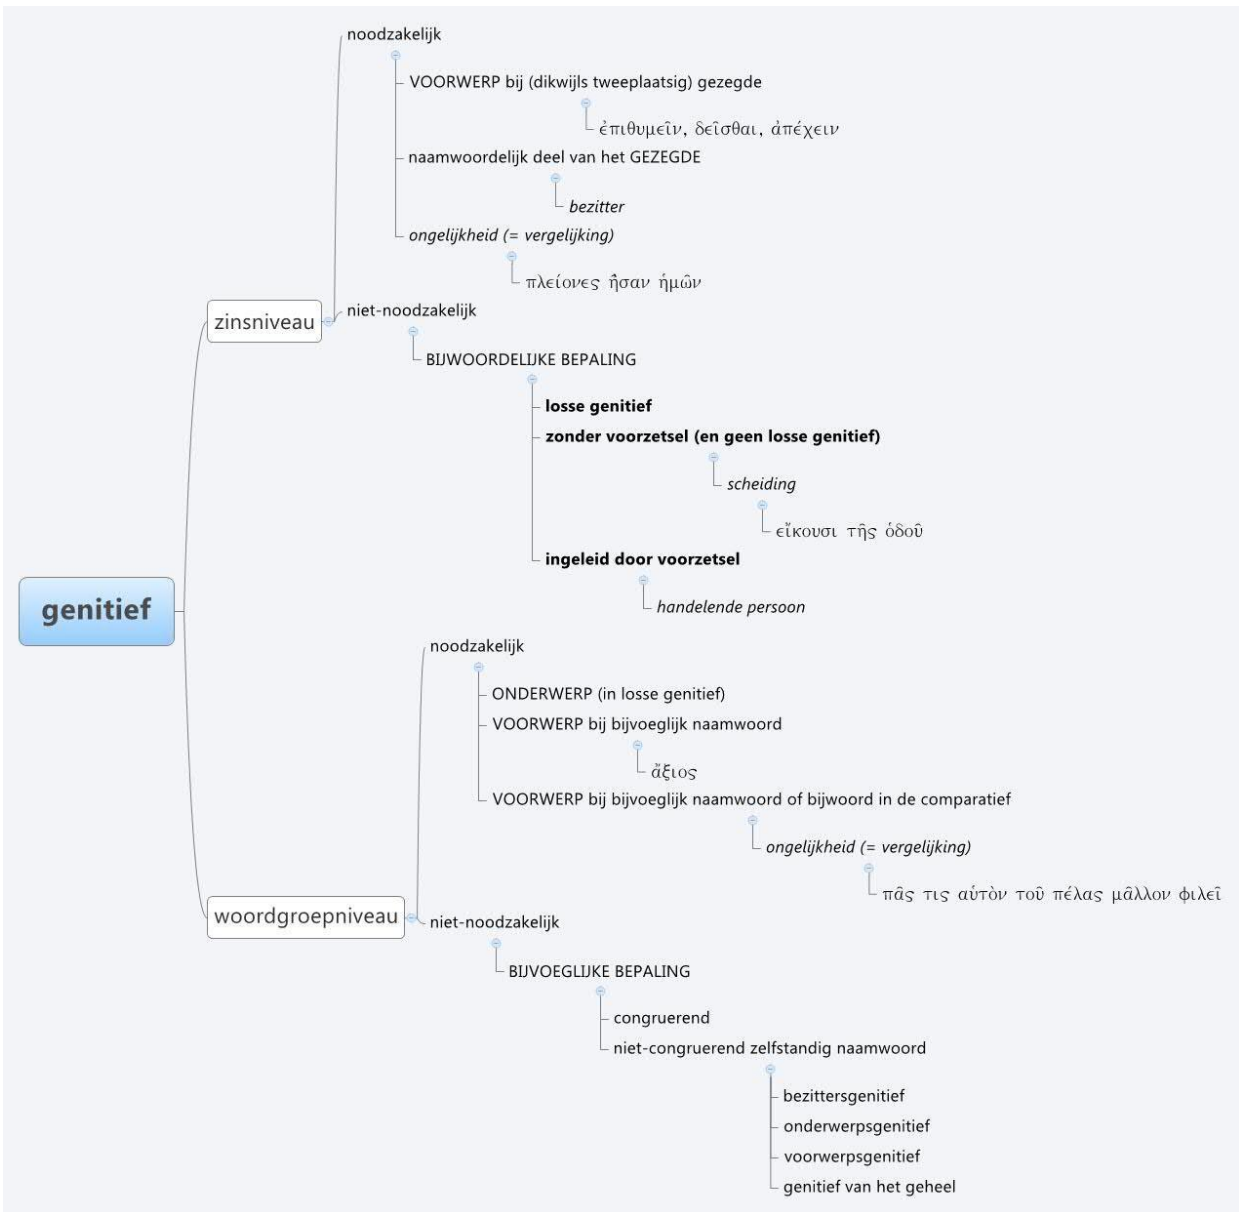 noodzakelijk
VOORWERP bij (dikwijls tweeplaatsig) gezegde
ἐπιθυμεῖν, δεῖσθαι, ἀπέχειν
naamwoordelijk deel van het GEZEGDE
bezitter
ongelijkheid (= vergelijking)
πλείονες ἦσαν ἡμῶν
zinsniveau
niet-noodzakelijk
BIJWOORDELIJKE BEPALING
losse genitief
zonder voorzetsel (en geen losse genitief)
scheiding
εἴκουσι τῆς ὁδοῦ
ingeleid door voorzetsel
handelende persoon
genitief
noodzakelijk
ONDERWERP (in losse genitief)
VOORWERP bij bijvoeglijk naamwoord
ἄξιος
VOORWERP bij bijvoeglijk naamwoord of bijwoord in de comparatief
ongelijkheid (= vergelijking)
πᾶς τις αὑτὸν τοῦ πέλας μᾶλλον φιλεῖ
woordgroepniveau
niet-noodzakelijk
BIJVOEGLIJKE BEPALING
congruerend
niet-congruerend zelfstandig naamwoord
bezittersgenitief
onderwerpsgenitief
voorwerpsgenitief
genitief van het geheel